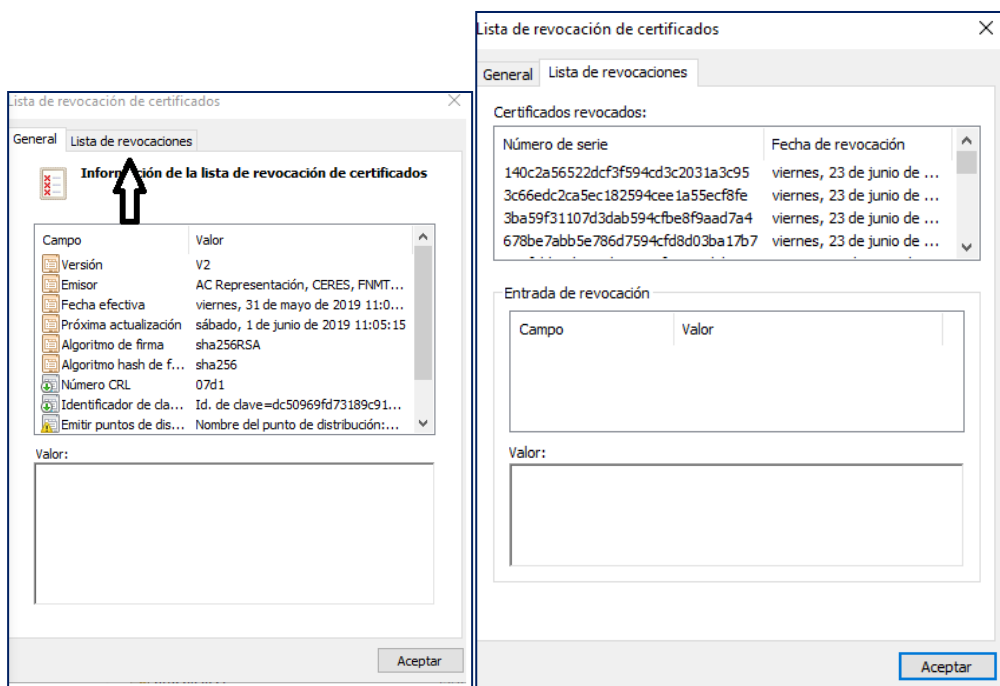 Lista de revocación de certificados
General Lista de revocaciones
Información de la lista de revocación de certificados
Campo Valor
Versión V2
Emisor AC Representación, CERES, FNMT...
Fecha efectiva viernes, 31 de mayo de 2019 11:0...
Próxima actualización sábado, 1 de junio de 2019 11:05:15
Algoritmo de firma sha256RSA
Algoritmo hash de f... sha256
Número CRL 07d1
Identificador de cla... Id. de clave=dc50969fd73189c91...
Emitir puntos de dis... Nombre del punto de distribución:...
Valor:
Aceptar
Lista de revocación de certificados
General Lista de revocaciones
Certificados revocados:
Número de serie Fecha de revocación
140c2a56522dcf3f594cd3c2031a3c95 viernes, 23 de junio de ...
3c66edc2ca5ec182594cee1a55ecf8fe viernes, 23 de junio de ...
3ba59f31107d3dab594cfbe8f9aad7a4 viernes, 23 de junio de ...
678be7abb5e786d7594cfd8d03ba17b7 viernes, 23 de junio de ...
Entrada de revocación
Campo Valor
Valor:
Aceptar